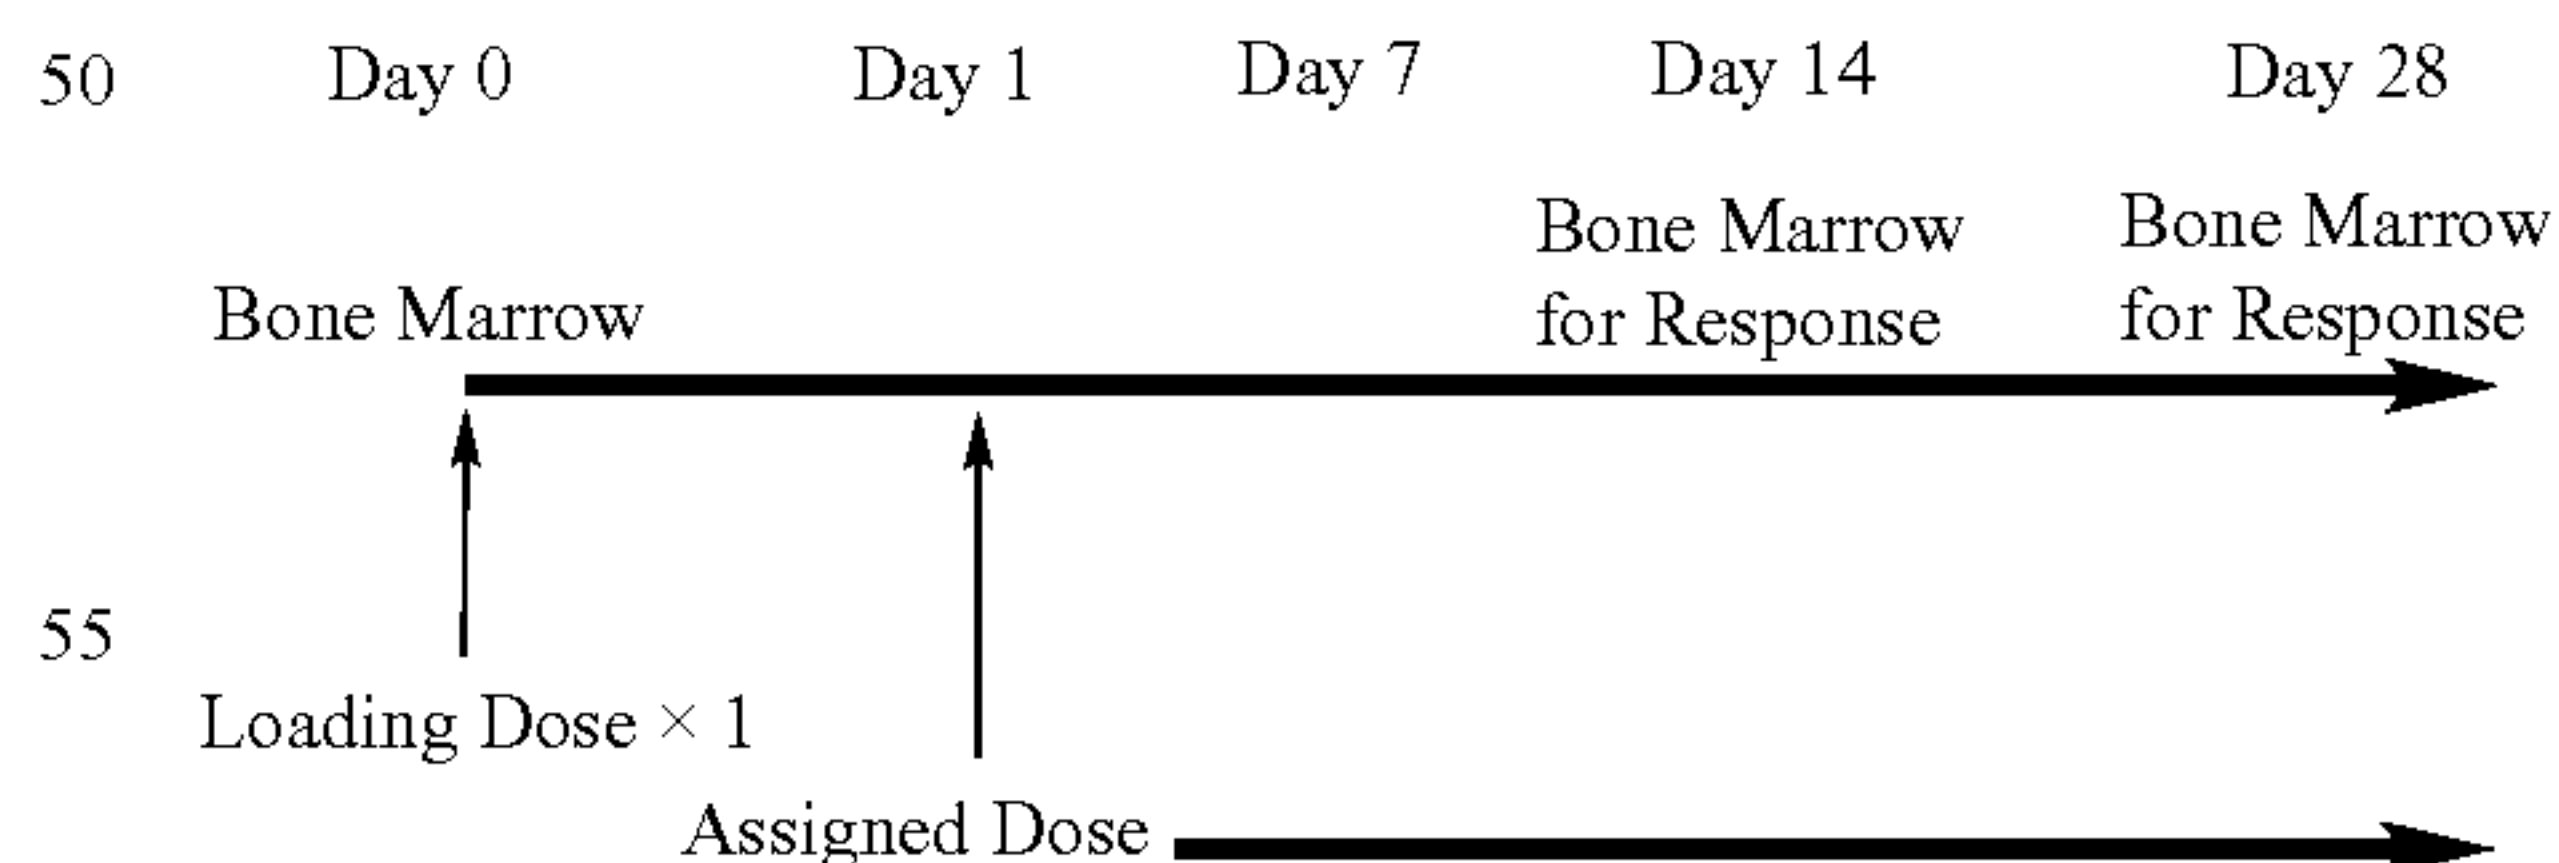 50 Day 0 Day 1 Day 7 Day 14 Day 28
Bone Marrow Bone Marrow
Bone Marrow for Response for Response
55
Loading Dose × 1
Assigned Dose